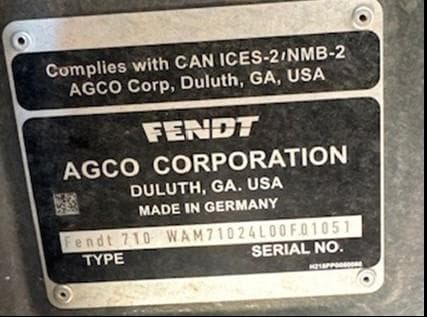 Complies with CAN ICES-2/NMB-2
AGCO Corp, Duluth, GA, USA
FENDT
AGCO CORPORATION
DULUTH, GA. USA
MADE IN GERMANY
Fendt 710 WAM71024L00F01051
TYPE SERIAL NO.